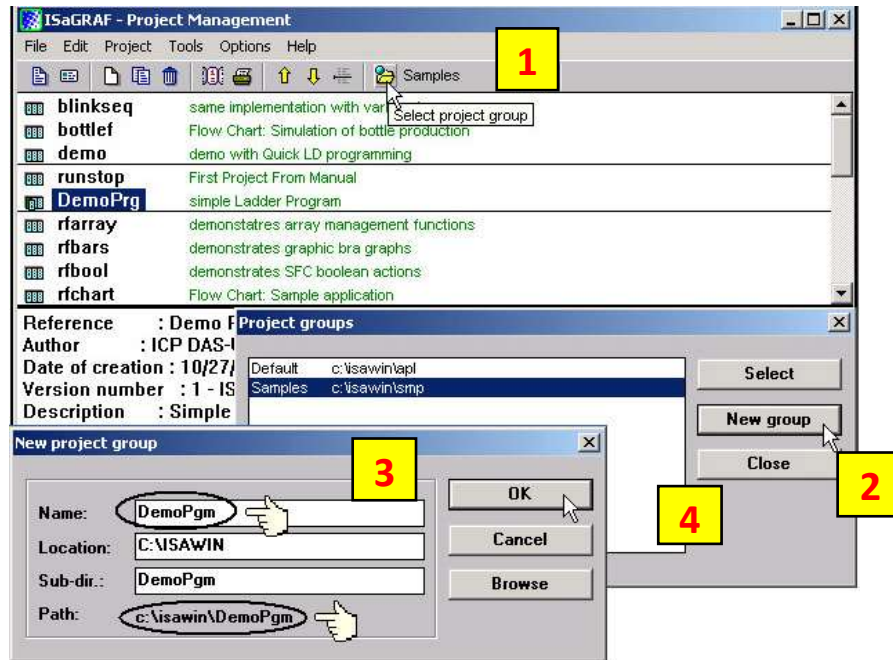 ISaGRAF - Project Management
File Edit Project Tools Options Help
Samples
1
Select project group
blinkseq same implementation with var
bottlef Flow Chart: Simulation of bottle production
demo demo with Quick LD programming
runstop First Project From Manual
DemoPrg simple Ladder Program
rfarray demonstatres array management functions
rfbars demonstrates graphic bra graphs
rfbool demonstrates SFC boolean actions
rfchart Flow Chart: Sample application
Reference : Demo
Author : ICP DAS-
Date of creation : 10/27/
Version number : 1 - IS
Description : Simple
Project groups
Default c:\isawin\apl
Samples c:\isawin\smp
Select
New group
Close
2
New project group
3
Name: DemoPgm
Location: C:\ISAWIN
Sub-dir.: DemoPgm
Path: c:\isawin\DemoPgm
OK
Cancel
Browse
4